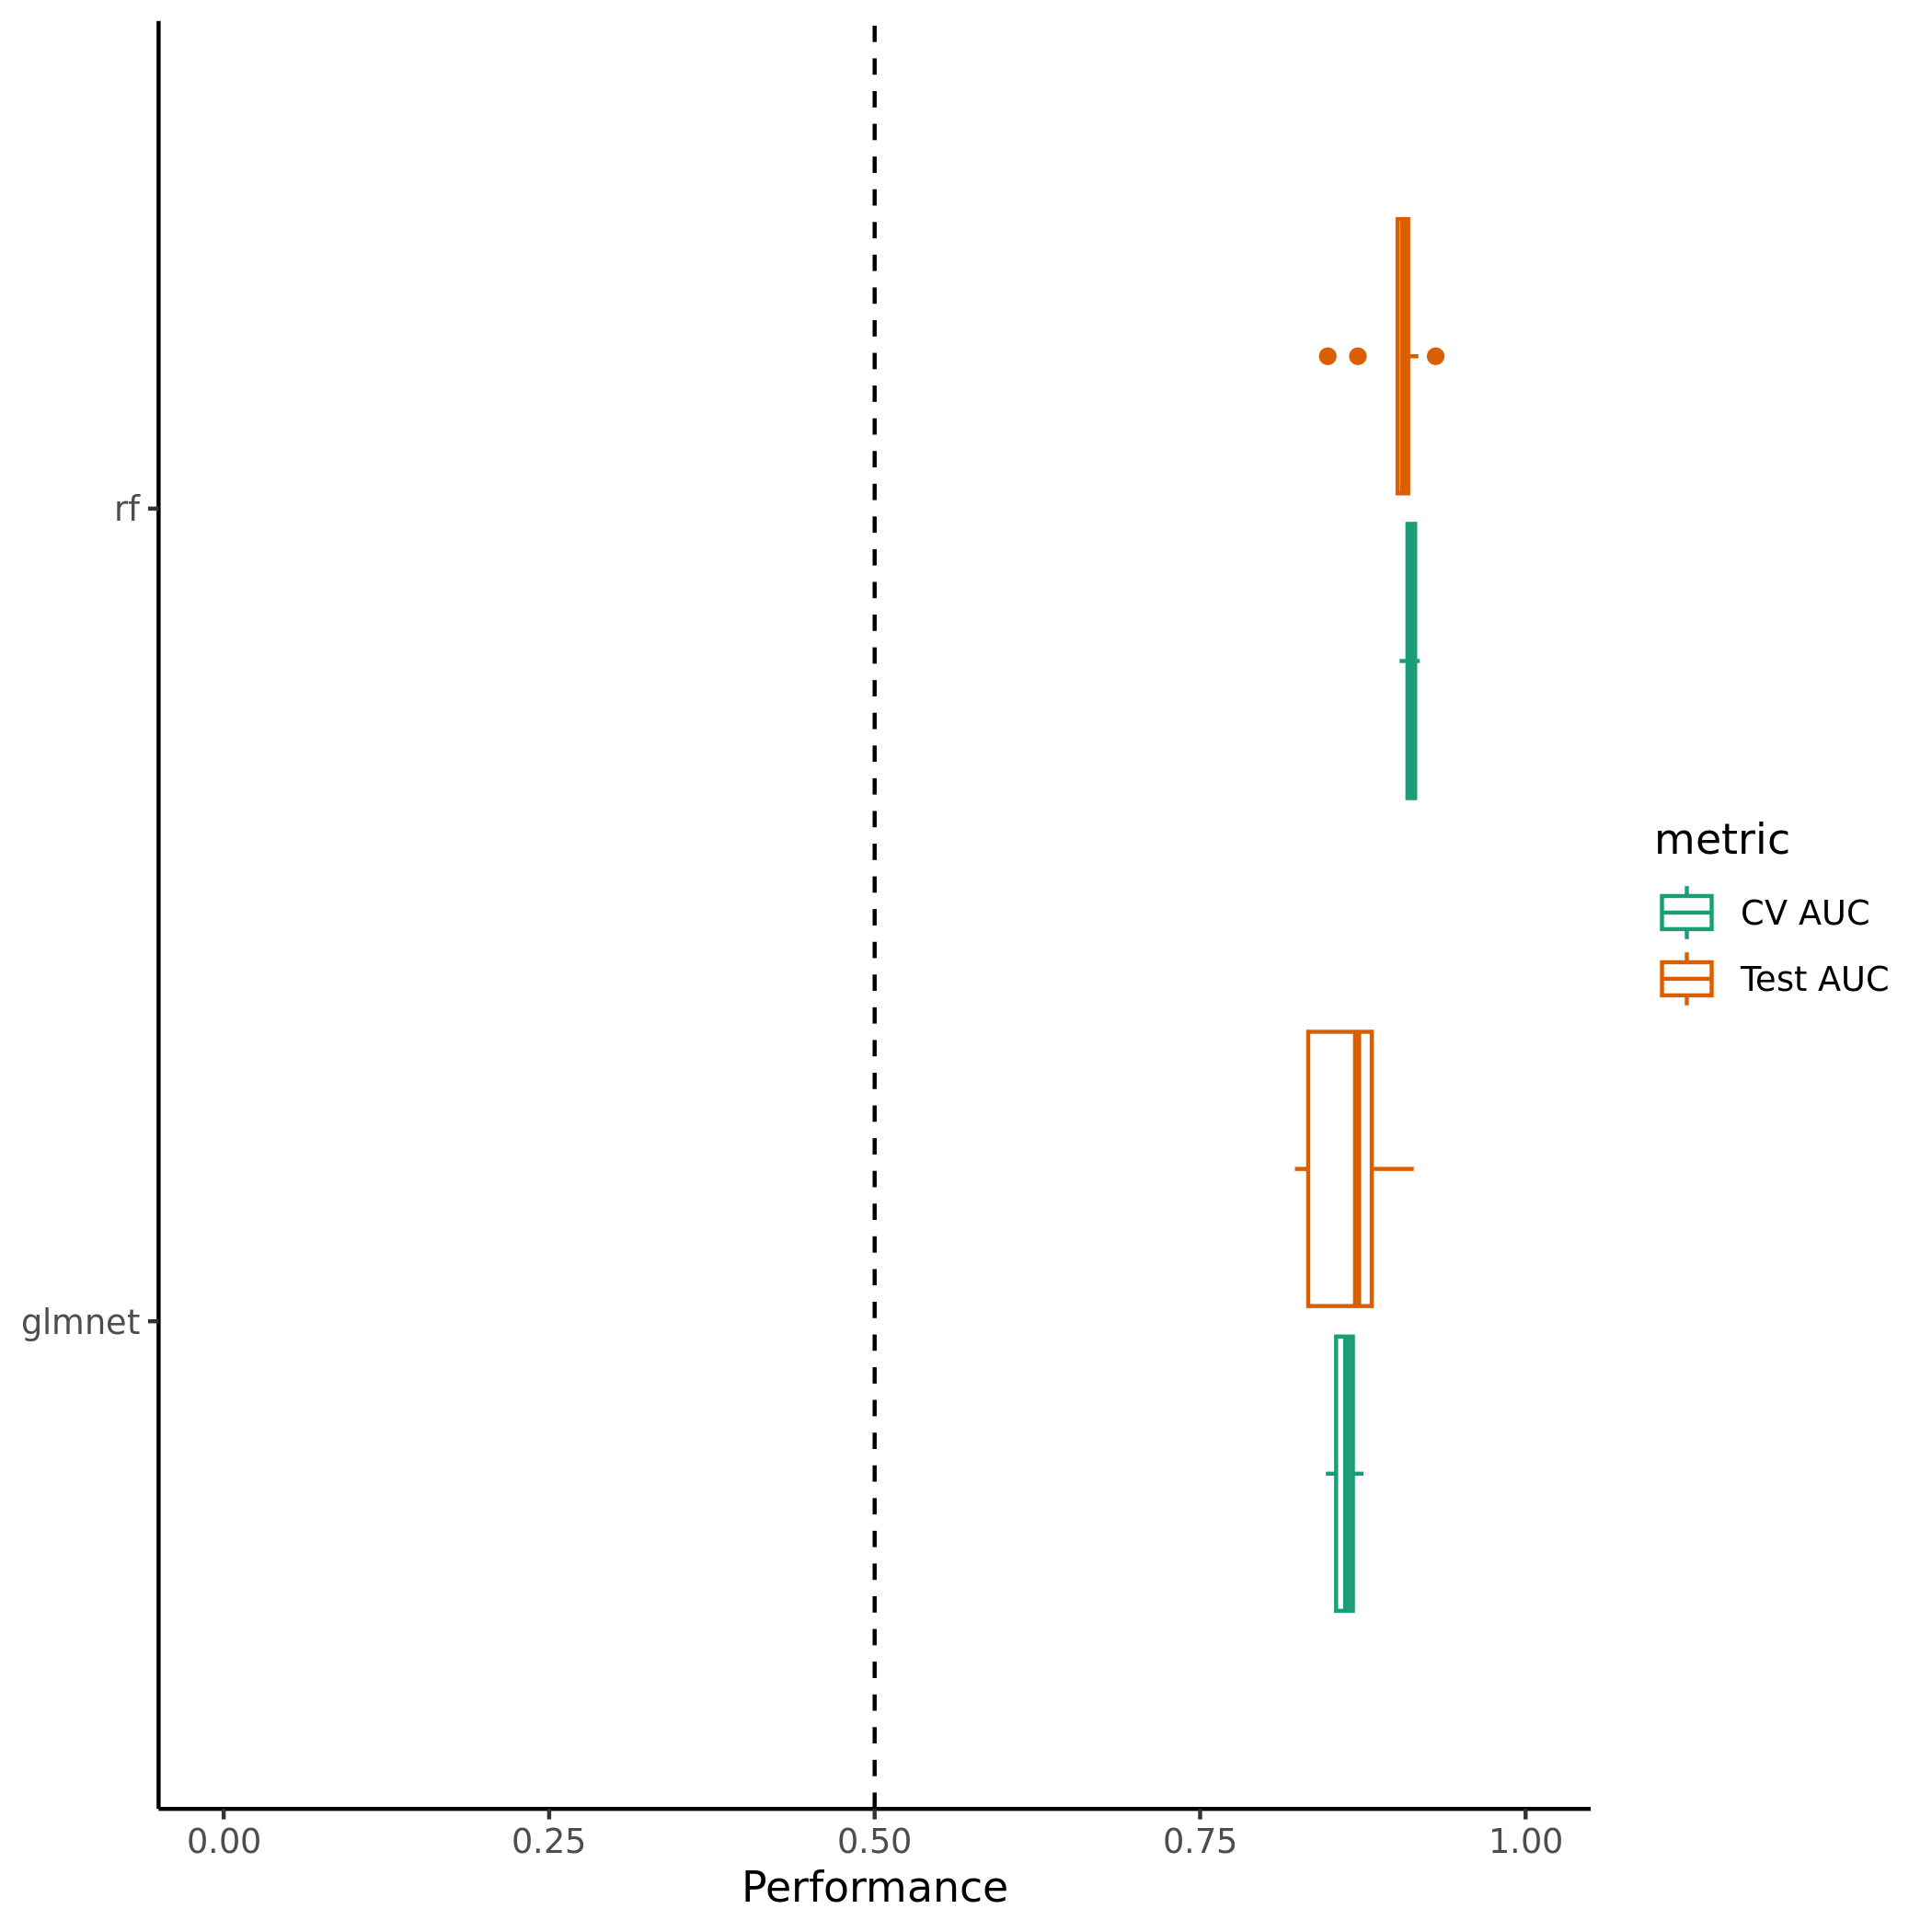 rf
glmnet
0.00
0.25
0.50
0.75
1.00
Performance
metric
CV AUC
Test AUC